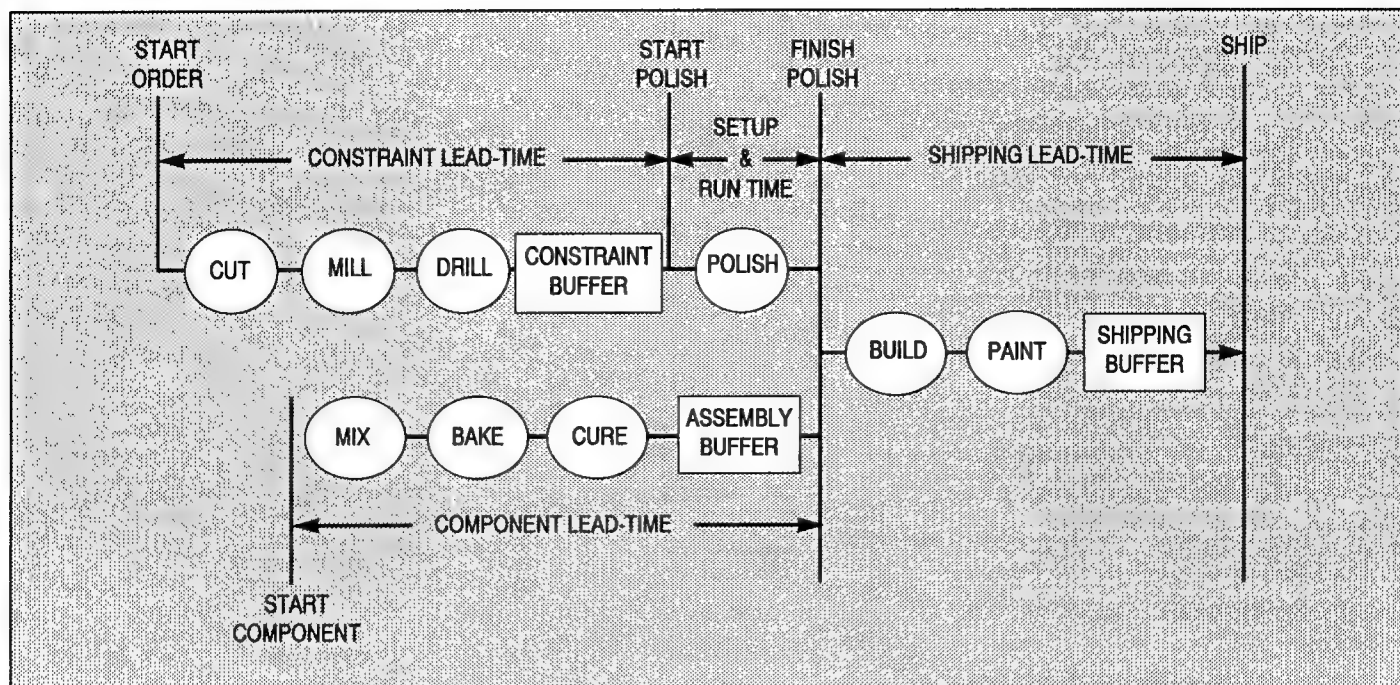 START
ORDER
START
POLISH
FINISH
POLISH
SHIP
CONSTRAINT LEAD-TIME
SETUP
&
RUN TIME
SHIPPING LEAD-TIME
CUT
MILL
DRILL
CONSTRAINT
BUFFER
POLISH
BUILD
PAINT
SHIPPING
BUFFER
MIX
BAKE
CURE
ASSEMBLY
BUFFER
COMPONENT LEAD-TIME
START
COMPONENT